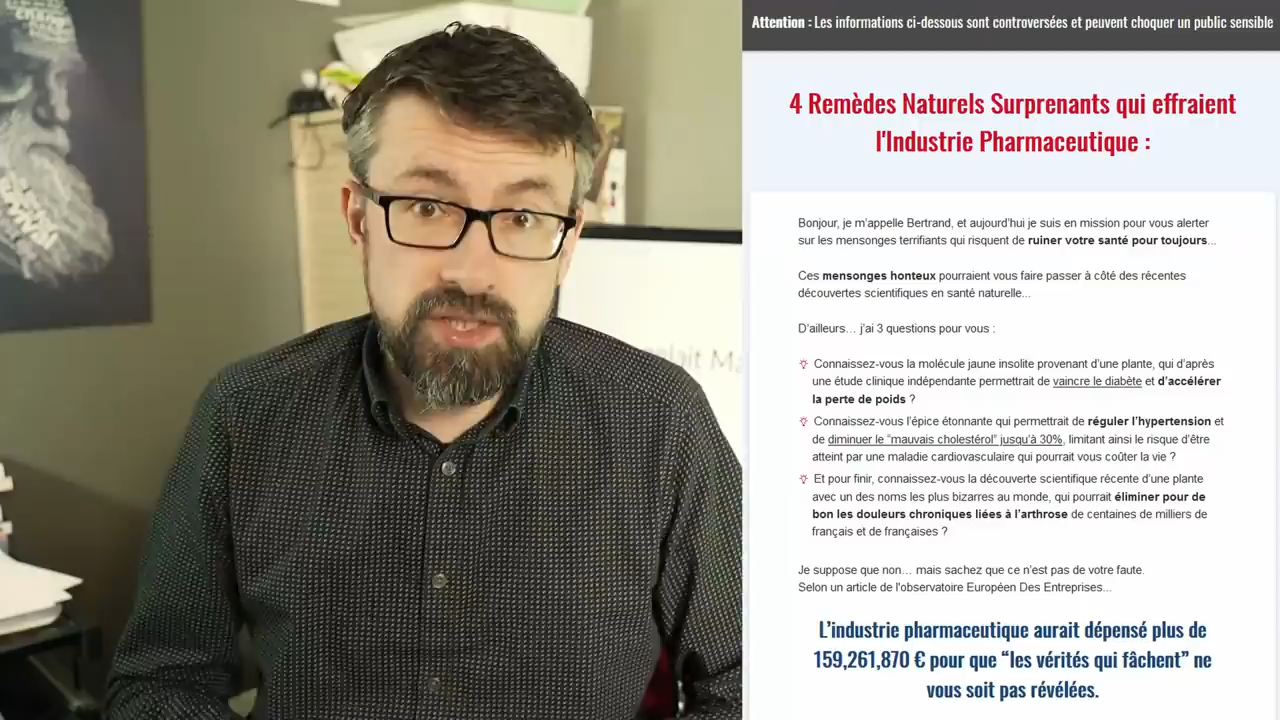 Attention : Les informations ci-dessous sont controversées et peuvent choquer un public sensible
4 Remèdes Naturels Surprenants qui effraient
l'Industrie Pharmaceutique :
Bonjour, je m'appelle Bertrand, et aujourd'hui je suis en mission pour vous alerter
sur les mensonges terrifiants qui risquent de ruiner votre santé pour toujours...
Ces mensonges honteux pourraient vous faire passer à côté des récentes
découvertes scientifiques en santé naturelle...
D'ailleurs… j'ai 3 questions pour vous :
Connaissez-vous la molécule jaune insolite provenant d'une plante, qui d'après
une étude clinique indépendante permettrait de vaincre le diabète et d'accélérer
la perte de poids ?
Connaissez-vous l'épice étonnante qui permettrait de réguler l'hypertension et
de diminuer le "mauvais cholestérol" jusqu'à 30%, limitant ainsi le risque d'être
atteint par une maladie cardiovasculaire qui pourrait vous coûter la vie ?
Et pour finir, connaissez-vous la découverte scientifique récente d'une plante
avec un des noms les plus bizarres au monde, qui pourrait éliminer pour de
bon les douleurs chroniques liées à l'arthrose de centaines de milliers de
français et de françaises ?
Je suppose que non… mais sachez que ce n'est pas de votre faute.
Selon un article de l'observatoire Européen Des Entreprises...
L'industrie pharmaceutique aurait dépensé plus de
159,261,870 € pour que "les vérités qui fâchent" ne
vous soit pas révélées.